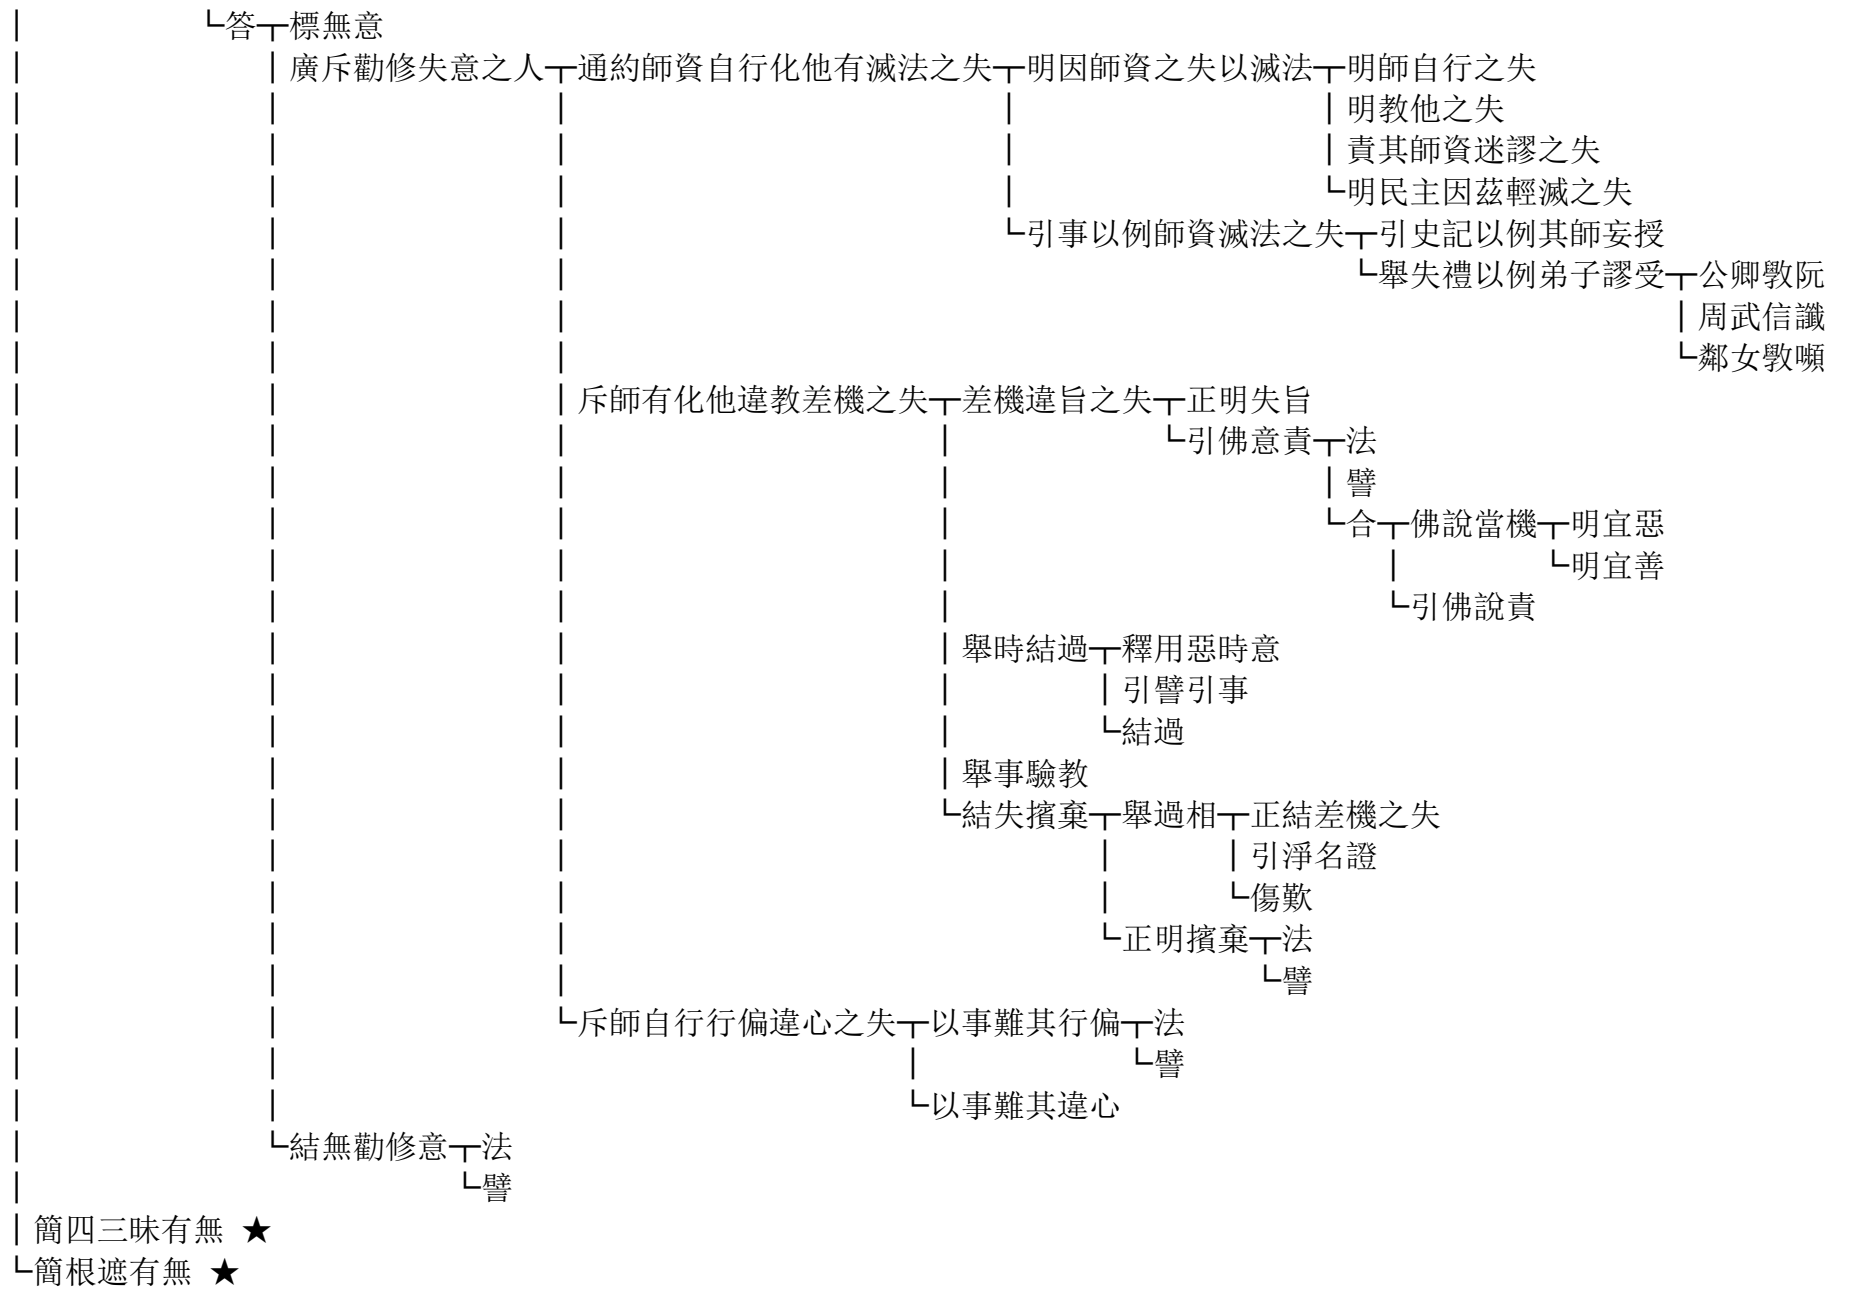 答 標無意
廣斥勸修失意之人 通約師資自行化他有滅法之失 明因師資之失以滅法 明師自行之失
明教他之失
責其師資迷謬之失
明民主因茲輕滅之失
引事以例師資滅法之失 引史記以例其師妄授
舉失禮以例弟子謬受 公卿斆阮
周武信讖
鄰女斆嚬
斥師有化他違教差機之失 差機違旨之失 正明失旨
引佛意責 法
譬
合 佛說當機 明宜惡
明宜善
引佛說責
舉時結過 釋用惡時意
引譬引事
結過
舉事驗教
結失擯棄 舉過相 正結差機之失
引淨名證
傷歎
正明擯棄 法
譬
斥師自行行偏違心之失 以事難其行偏 法
譬
以事難其違心
結無勸修意 法
譬
簡四三昧有無 ★
簡根遮有無 ★